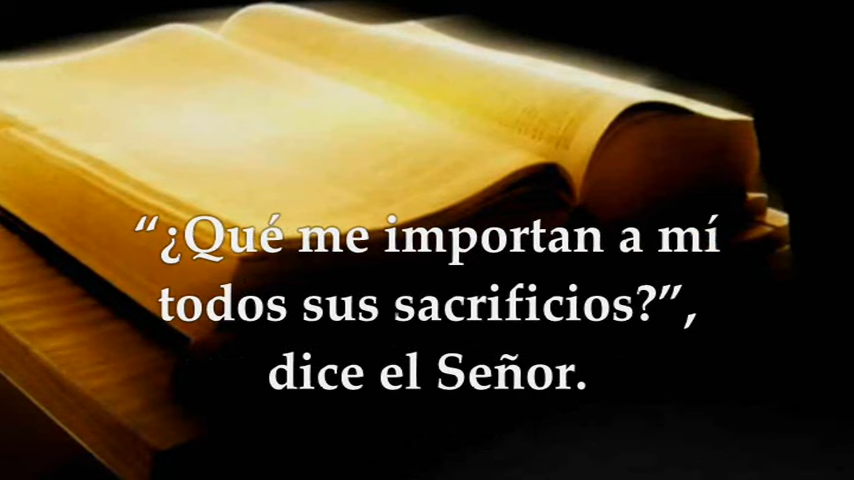 “¿Qué me importan a mí
todos sus sacrificios?”,
dice el Señor.